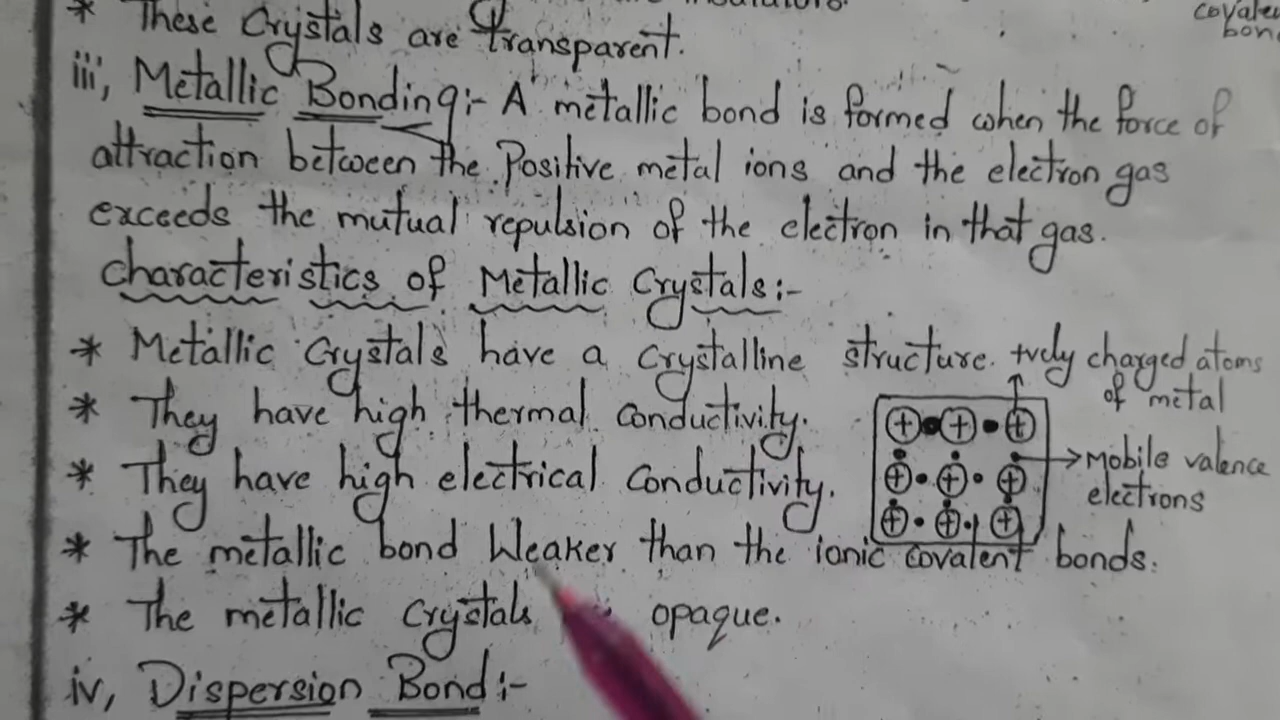 * These Crystals are transparent.
covale
bon
iii, Metallic Bonding:- A metallic bond is formed when the force of
attraction between the Positive metal ions and the electron gas
exceeds the mutual repulsion of the electron in that gas.
Characteristics of Metallic Crystals:-
* Metallic Crystals have a crystalline structure.
+vely charged atoms
of metal
* They have high thermal conductivity.
Mobile valence
electrons
* They have high electrical conductivity.
* The metallic bond Weaker than the ionic covalent bonds.
* The metallic Crystals opaque.
iv, Dispersion Bond:-